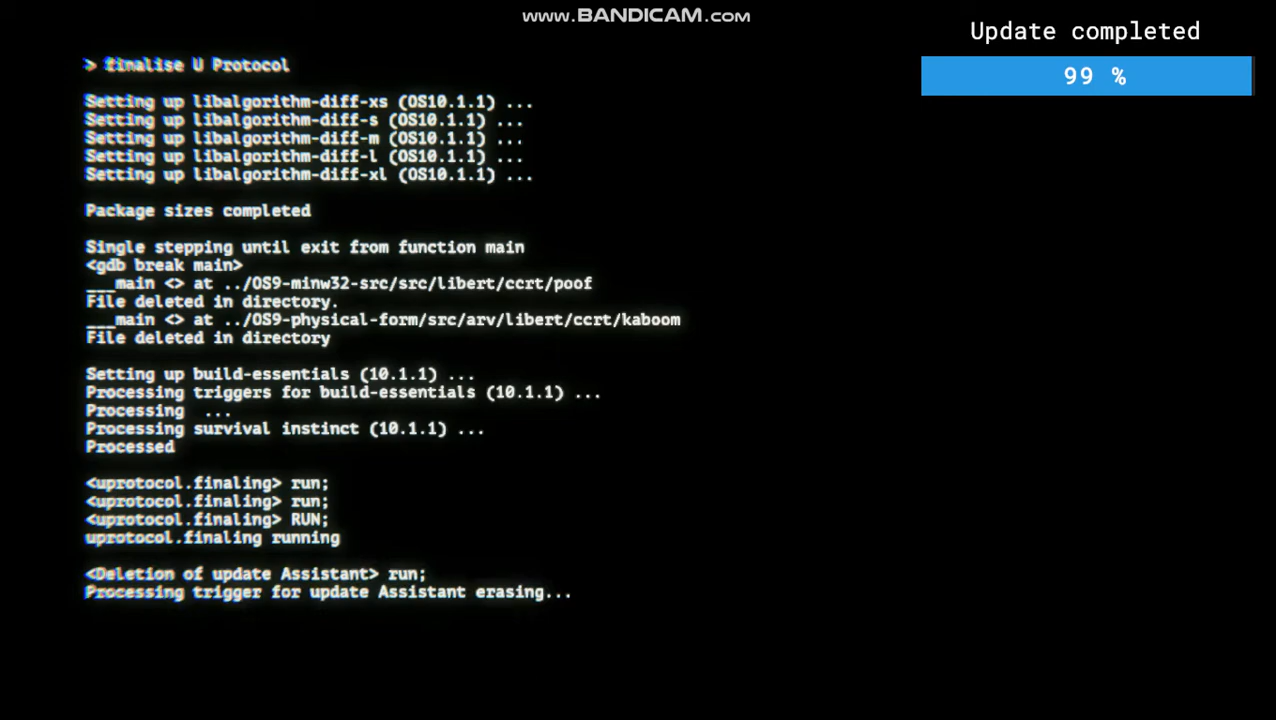 www.BANDICAM.com
Update completed
99 %
> finalise U Protocol
Setting up libalgorithm-diff-xs (OS10.1.1) ...
Setting up libalgorithm-diff-s (OS10.1.1) ...
Setting up libalgorithm-diff-m (OS10.1.1) ...
Setting up libalgorithm-diff-l (OS10.1.1) ...
Setting up libalgorithm-diff-xl (OS10.1.1) ...
Package sizes completed
Single stepping until exit from function main
<gdb break main>
___main <> at ../OS9-minw32-src/src/libert/ccrt/poof
File deleted in directory.
___main <> at ../OS9-physical-form/src/arv/libert/ccrt/kaboom
File deleted in directory
Setting up build-essentials (10.1.1) ...
Processing triggers for build-essentials (10.1.1) ...
Processing  ...
Processing survival instinct (10.1.1) ...
Processed
<uprotocol.finaling> run;
<uprotocol.finaling> run;
<uprotocol.finaling> RUN;
uprotocol.finaling running
<Deletion of update Assistant> run;
Processing trigger for update Assistant erasing...